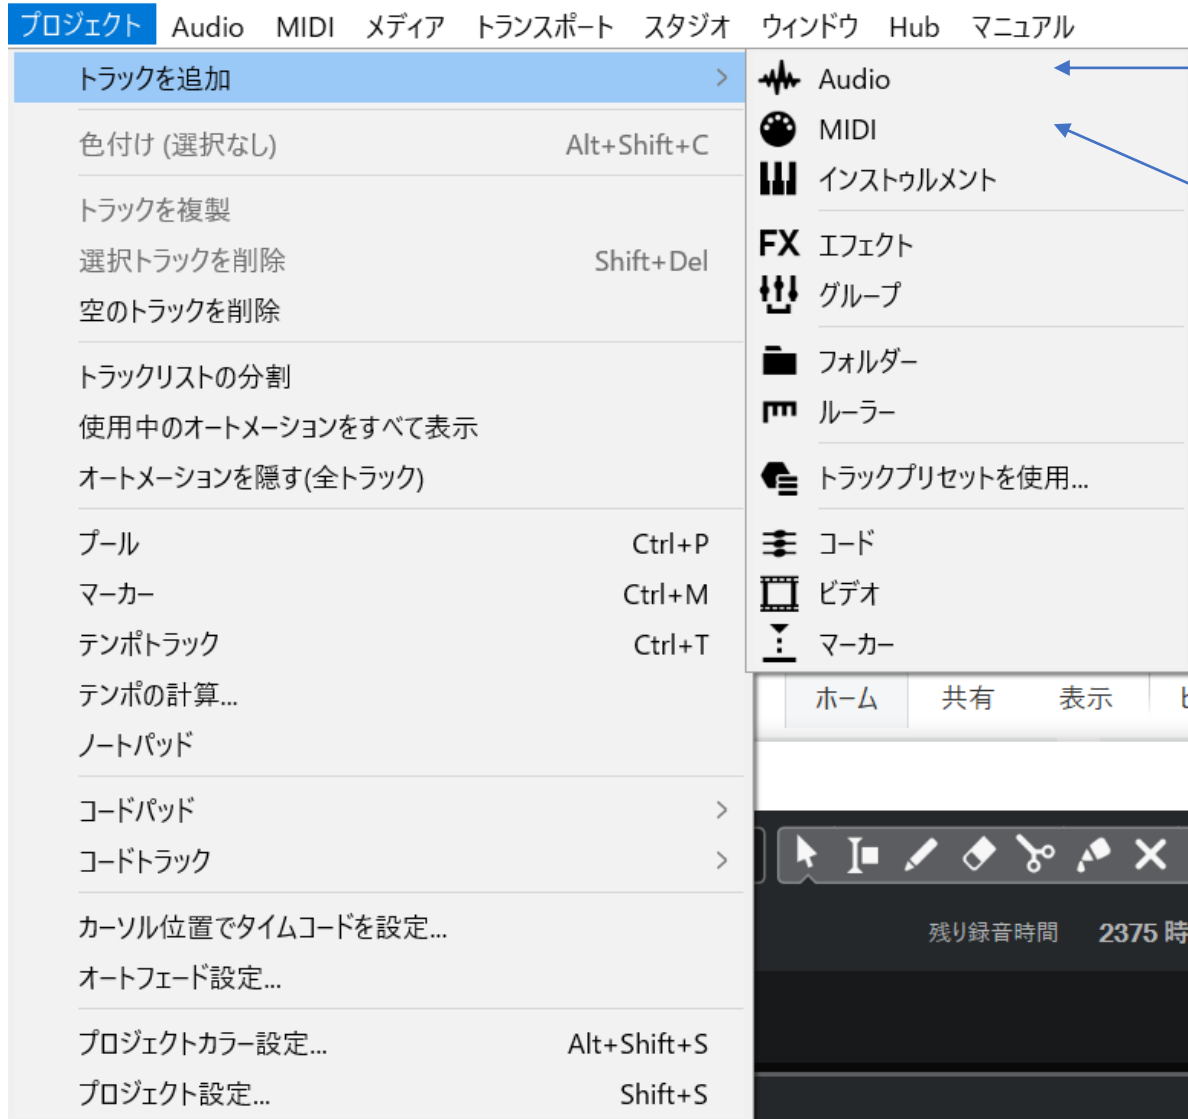 プロジェクト Audio MIDI メディア トランスポート スタジオ ウィンドウ Hub マニュアル
トラックを追加
色付け (選択なし) Alt+Shift+C
トラックを複製
選択トラックを削除 Shift+Del
空のトラックを削除
トラックリストの分割
使用中のオートメーションをすべて表示
オートメーションを隠す(全トラック)
プール Ctrl+P
マーカー Ctrl+M
テンポトラック Ctrl+T
テンポの計算...
ノートパッド
コードパッド
コードトラック
カーソル位置でタイムコードを設定...
オートフェード設定...
プロジェクトカラー設定... Alt+Shift+S
プロジェクト設定... Shift+S
Audio
MIDI
インストゥルメント
FX エフェクト
グループ
フォルダー
ルーラー
トラックプリセットを使用...
コード
ビデオ
マーカー
ホーム 共有 表示
残り録音時間 2375 時